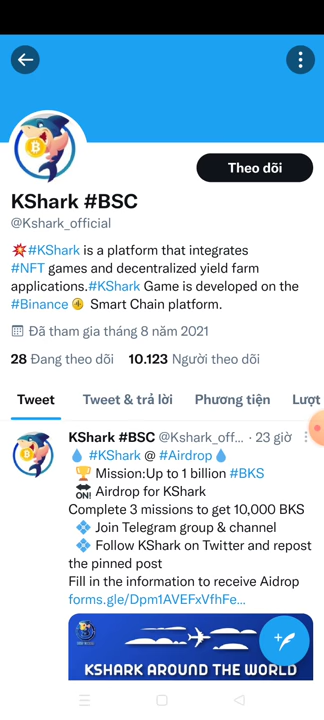 Theo dõi
KShark #BSC
@Kshark_official
💥#KShark is a platform that integrates
#NFT games and decentralized yield farm
applications.#KShark Game is developed on the
#Binance Smart Chain platform.
Đã tham gia tháng 8 năm 2021
28 Đang theo dõi 10.123 Người theo dõi
Tweet Tweet & trả lời Phương tiện Lượt
KShark #BSC @Kshark_off... · 23 giờ
💧 #KShark @ #Airdrop💧
🏆 Mission:Up to 1 billion #BKS
🔛 Airdrop for KShark
Complete 3 missions to get 10,000 BKS
💠 Join Telegram group & channel
💠 Follow KShark on Twitter and repost
the pinned post
Fill in the information to receive Aidrop
forms.gle/Dpm1AVEFxVfhFe...
KSHARK AROUND THE WORLD